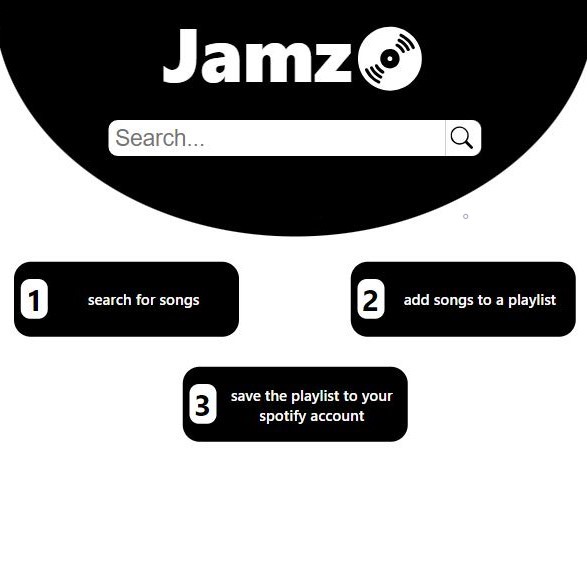 Jamz
Search...
1
search for songs
2
add songs to a playlist
3
save the playlist to your
spotify account